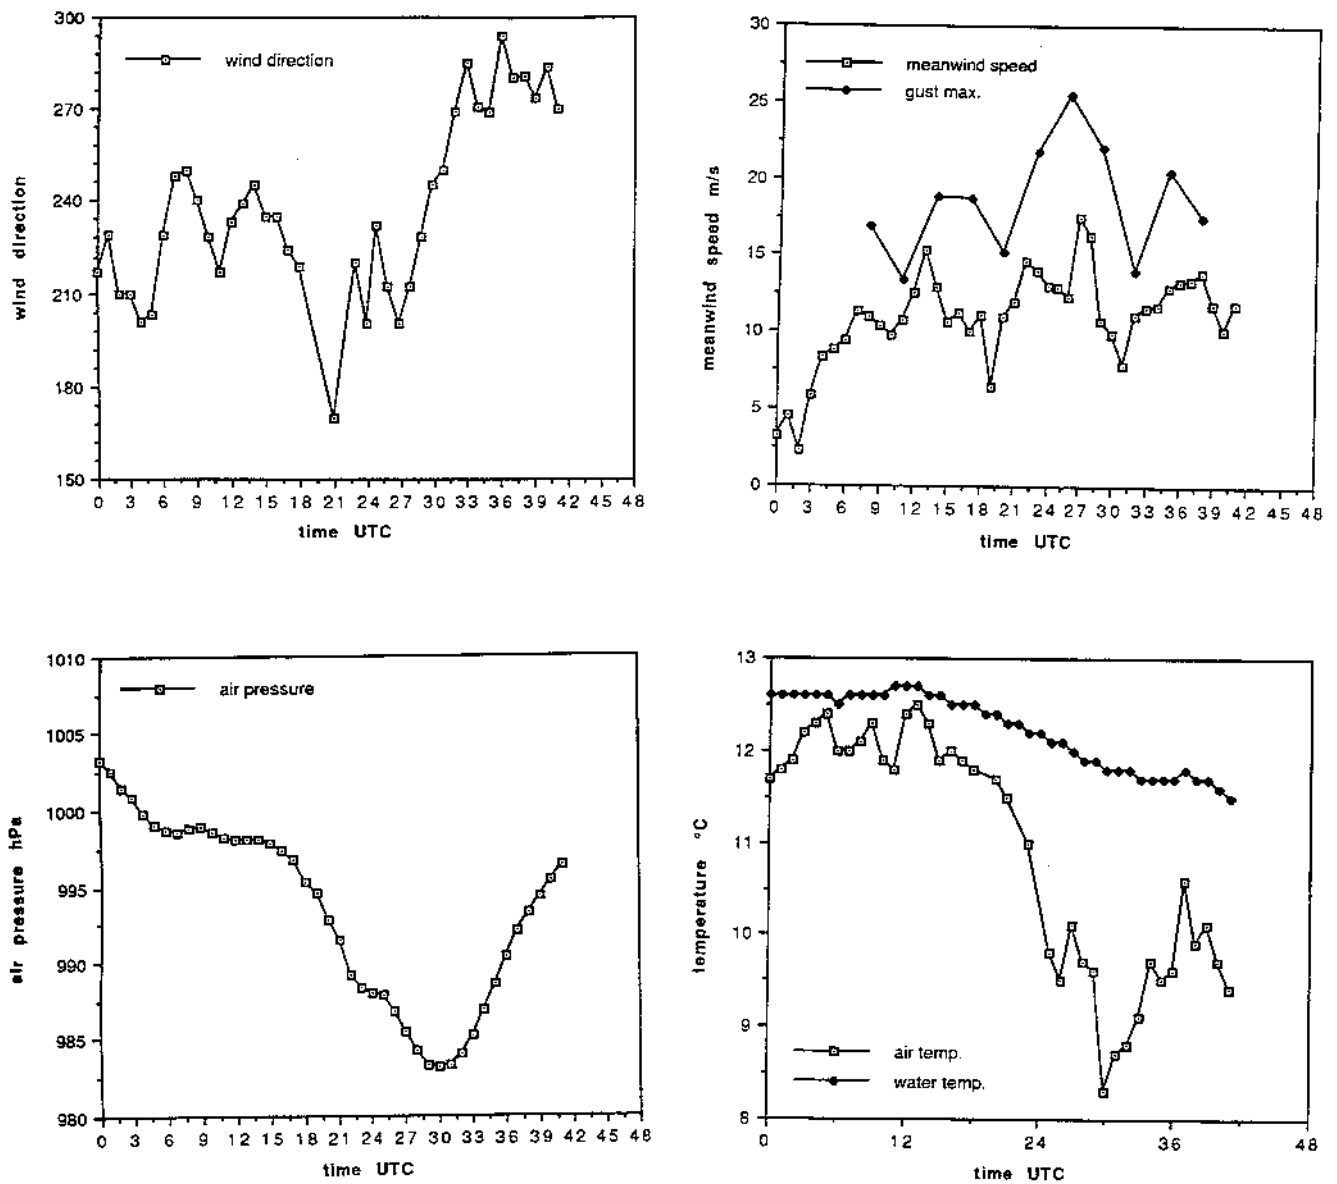 300
270
240
210
180
150
wind direction
wind direction
0 3 6 9 12 15 18 21 24 27 30 33 36 39 42 45 48
time UTC
30
25
20
15
10
5
0
meanwind speed m/s
meanwind speed
gust max.
0 3 6 9 12 15 18 21 24 27 30 33 36 39 42 45 48
time UTC
1010
1005
1000
995
990
985
980
air pressure hPa
air pressure
0 3 6 9 12 15 18 21 24 27 30 33 36 39 42 45 48
time UTC
13
12
11
10
9
8
temperature °C
air temp.
water temp.
0 12 24 36 48
time UTC